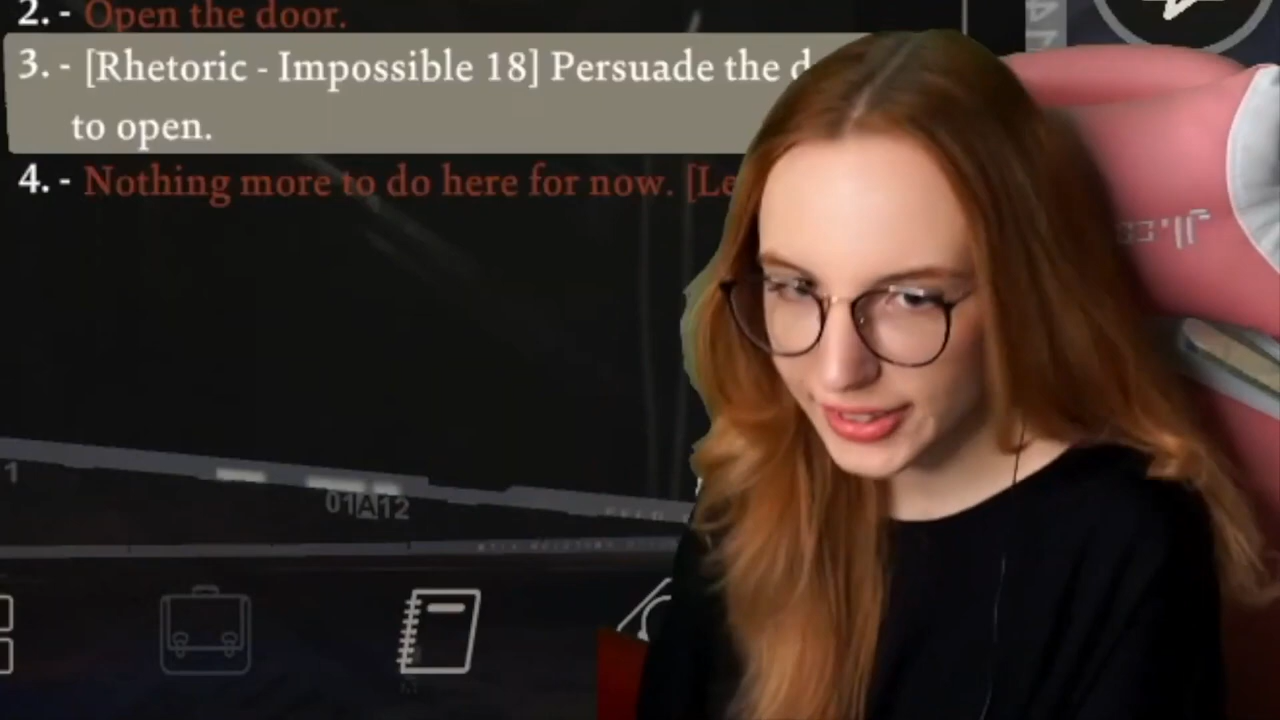 2. - Open the door.
3. - [Rhetoric - Impossible 18] Persuade the
to open.
4. - Nothing more to do here for now.
1
01A12